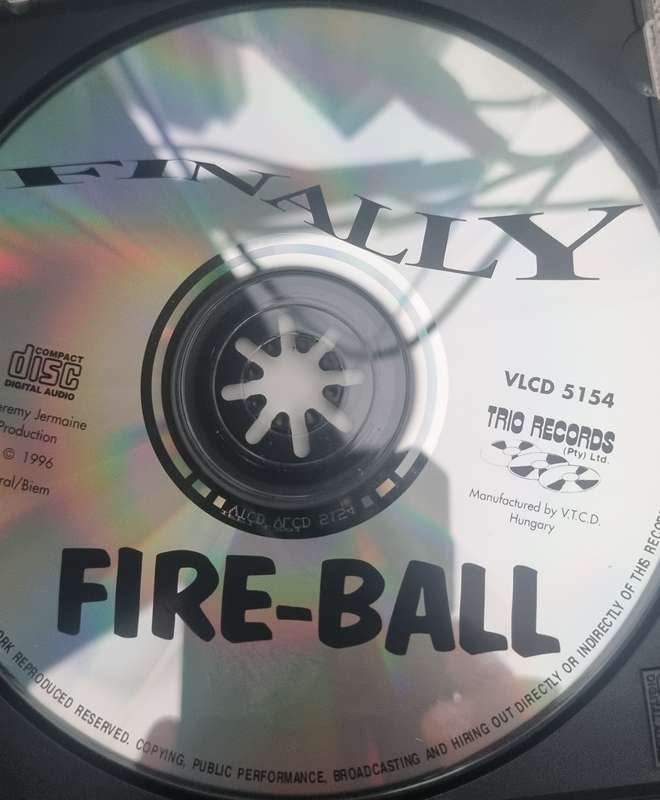 FINALLY
COMPACT
disc
DIGITAL AUDIO
eremy Jermaine
Production
© 1996
ral/Biem
VLCD 5154
TRIO RECORDS
(Pty) Ltd.
Manufactured by V.T.C.D.
Hungary
FIRE-BALL
ORK REPRODUCED RESERVED. COPYING, PUBLIC PERFORMANCE, BROADCASTING AND HIRING OUT DIRECTLY OR INDIRECTLY OF THIS RECO